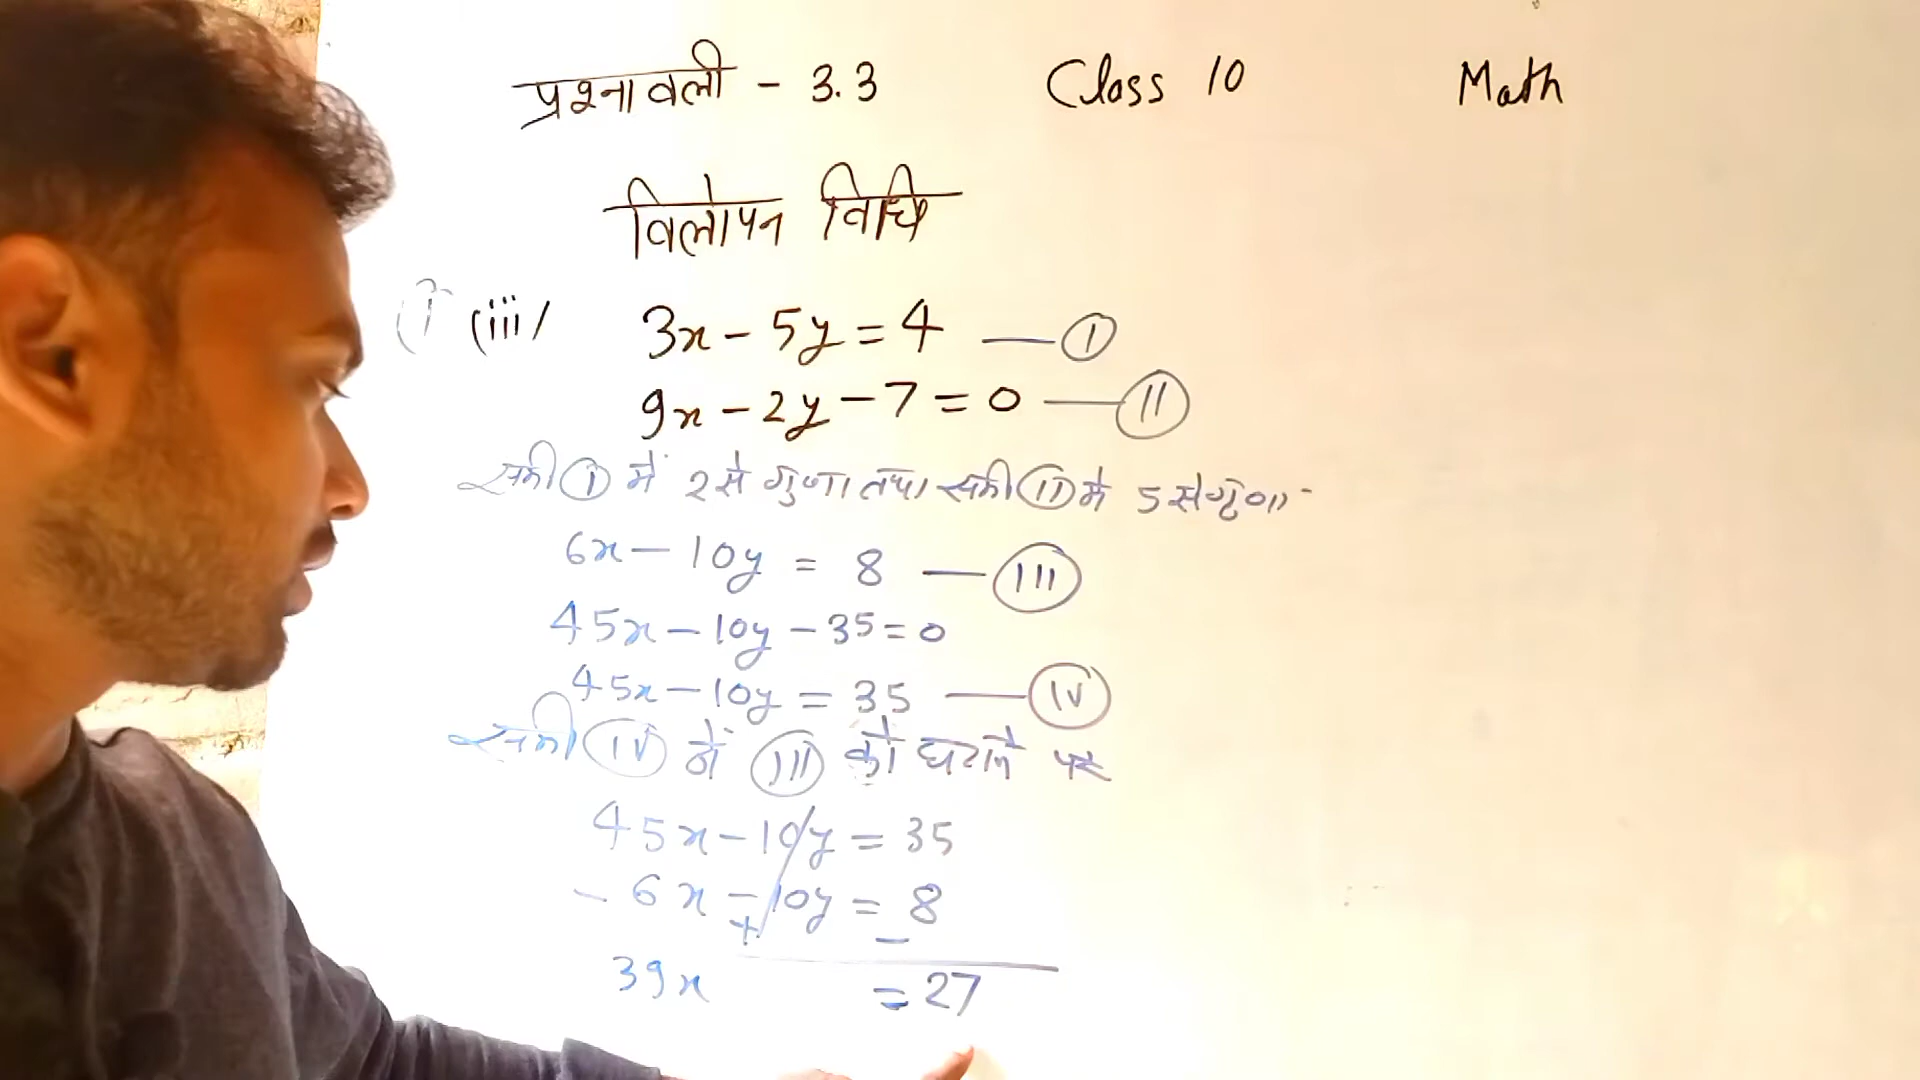 प्रश्नावली - 3.3 Class 10 Math
विलोपन विधि
(iii) 3x - 5y = 4 — (I)
9x - 2y - 7 = 0 — (II)
समी (I) में 2 से गुणा तथा समी (II) में 5 से गुणा -
6x - 10y = 8 — (III)
45x - 10y - 35 = 0
45x - 10y = 35 — (IV)
समी (IV) में (III) को घटाने पर
45x - 10y = 35
- 6x - 10y = 8
+ -
39x = 27